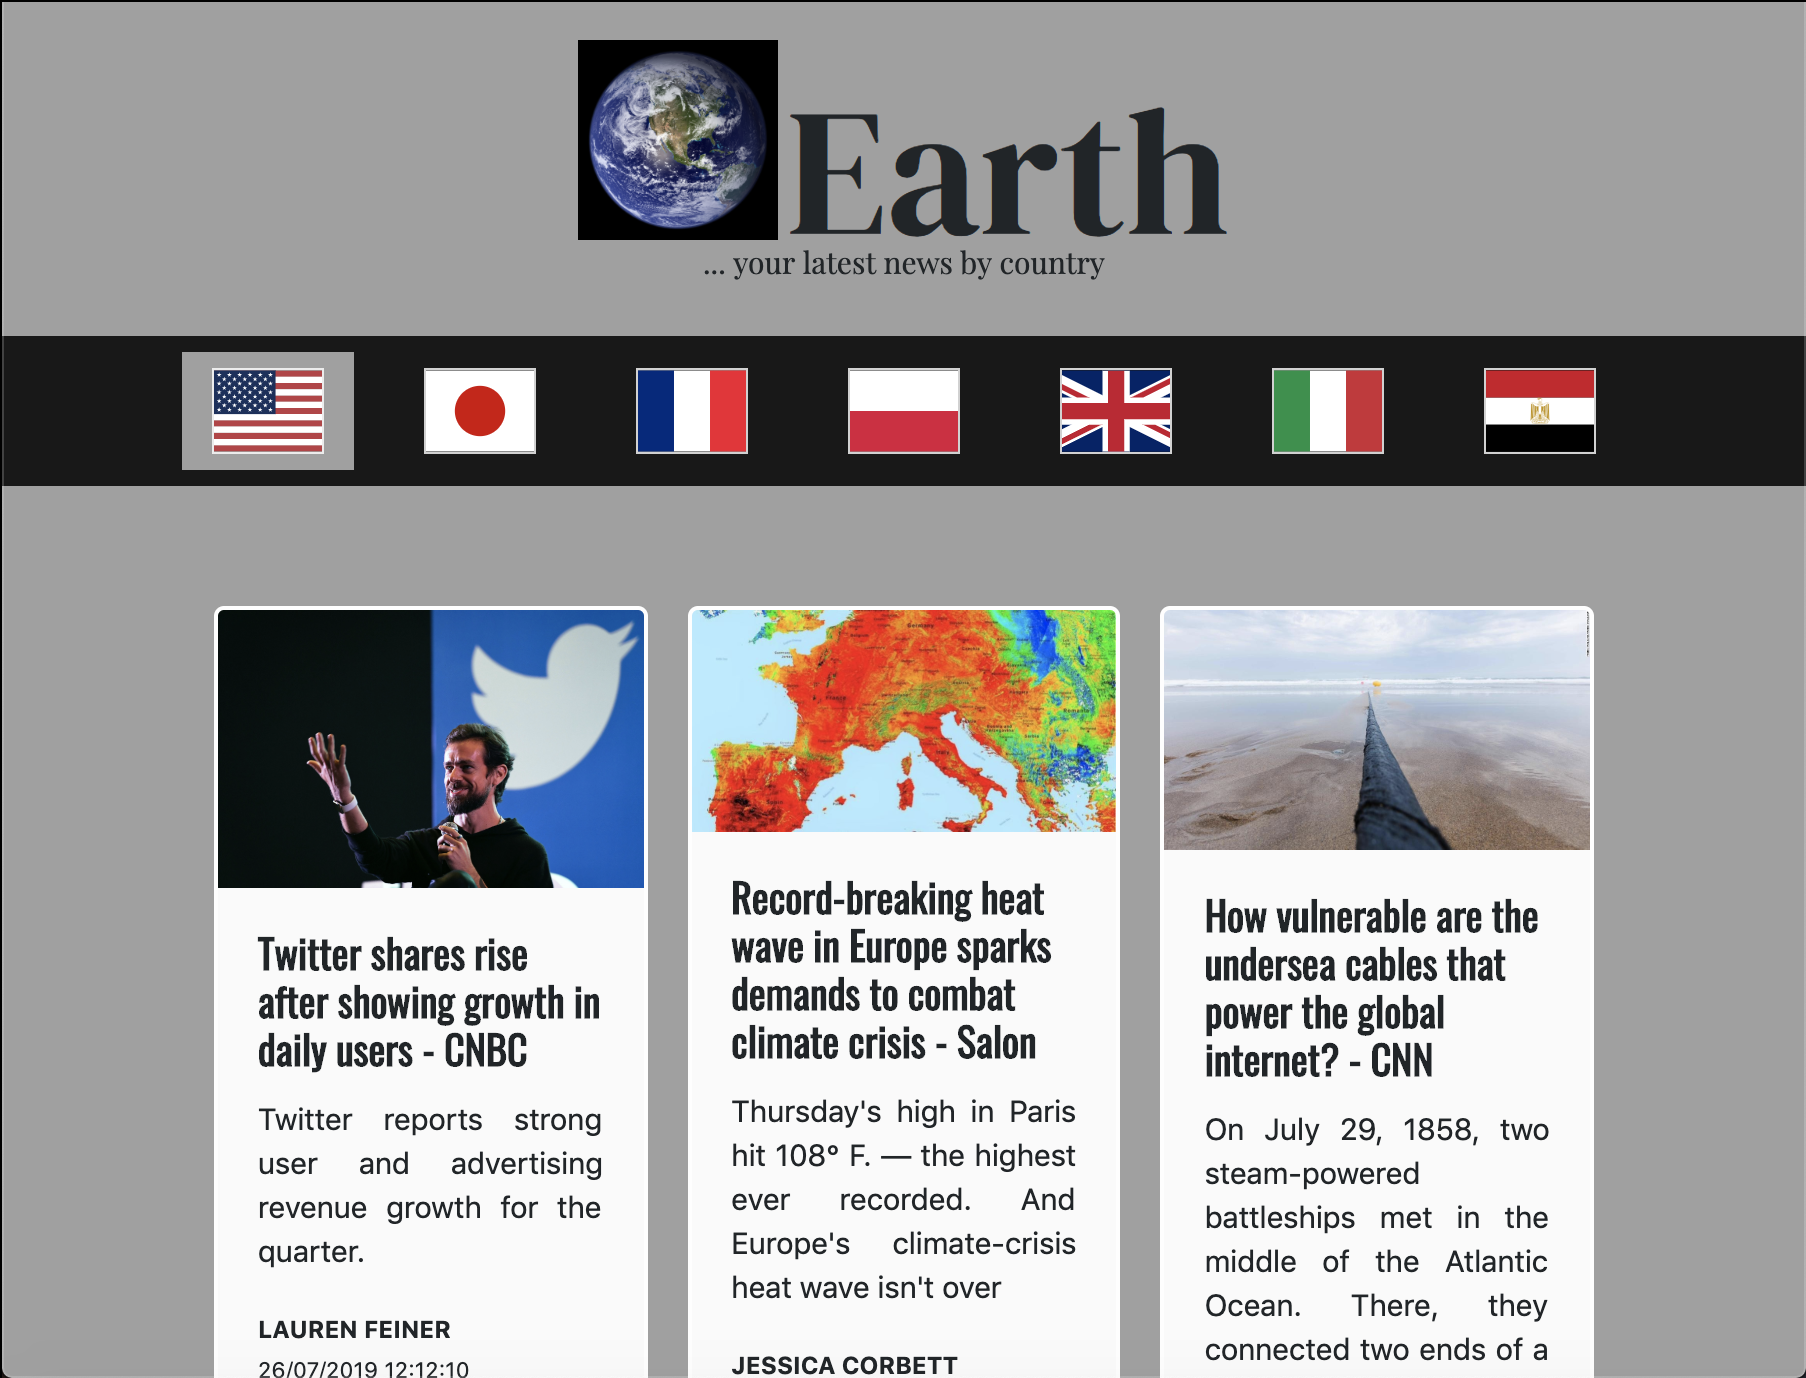 Earth
... your latest news by country
Twitter shares rise
after showing growth in
daily users - CNBC
Twitter reports strong
user and advertising
revenue growth for the
quarter.
LAUREN FEINER
26/07/2019 12:12:10
Record-breaking heat
wave in Europe sparks
demands to combat
climate crisis - Salon
Thursday's high in Paris
hit 108° F. — the highest
ever recorded. And
Europe's climate-crisis
heat wave isn't over
JESSICA CORBETT
How vulnerable are the
undersea cables that
power the global
internet? - CNN
On July 29, 1858, two
steam-powered
battleships met in the
middle of the Atlantic
Ocean. There, they
connected two ends of a